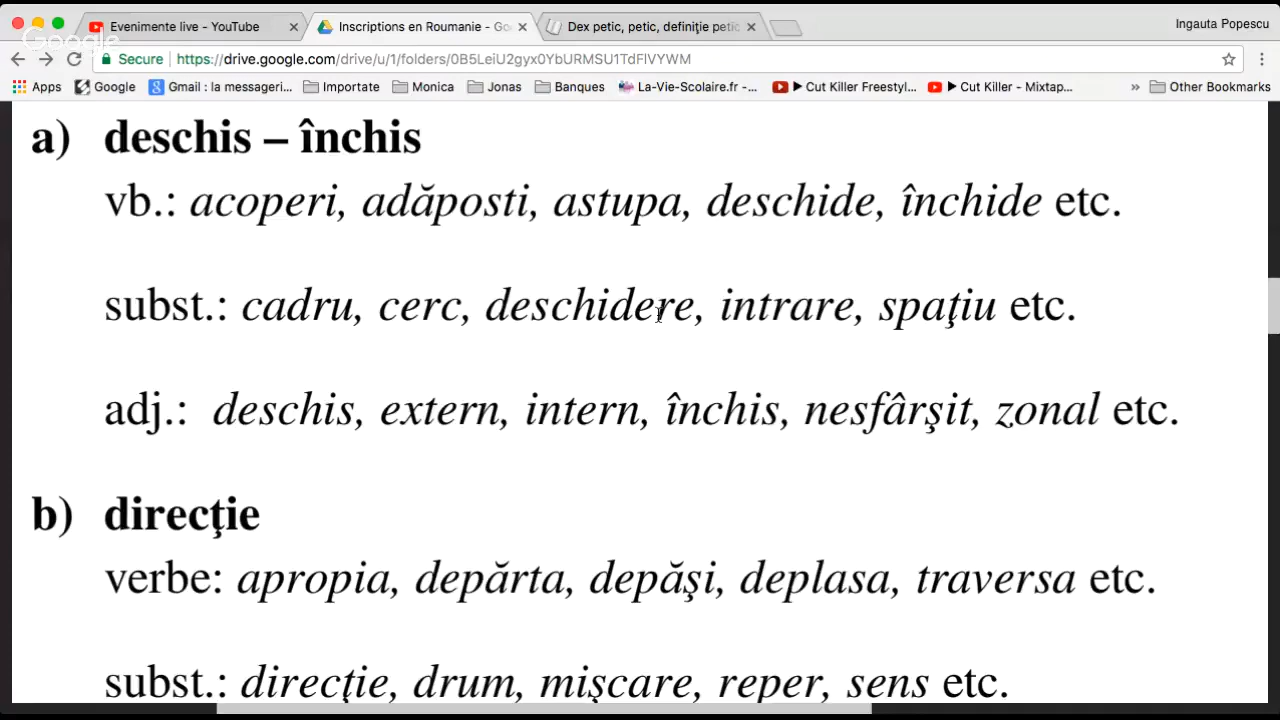 Evenimente live - YouTube
Inscriptions en Roumanie - Go
Dex petic, petic, definiţie petic
Ingauta Popescu
Google
Secure
https://drive.google.com/drive/u/1/folders/0B5LeiU2gyx0YbURMSU1TdFlVYWM
Apps Google Gmail : la messageri... Importate Monica Jonas Banques La-Vie-Scolaire.fr -... Cut Killer Freestyl... Cut Killer - Mixtap... » Other Bookmarks
a) deschis – închis
vb.: acoperi, adăposti, astupa, deschide, închide etc.
subst.: cadru, cerc, deschidere, intrare, spaţiu etc.
adj.: deschis, extern, intern, închis, nesfârşit, zonal etc.
b) direcţie
verbe: apropia, depărta, depăşi, deplasa, traversa etc.
subst.: direcţie, drum, mişcare, reper, sens etc.